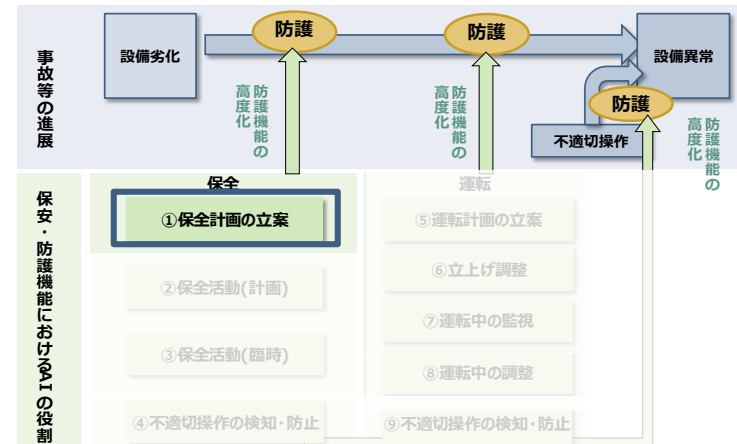 事故等の進展
設備劣化
防護
防護
設備異常
防護機能の
高度化
防護機能の
高度化
防護
不適切操作
防護機能の
高度化
保安・防護機能におけるAIの役割
保全
①保全計画の立案
②保全活動(計画)
③保全活動(臨時)
④不適切操作の検知・防止
運転
⑤運転計画の立案
⑥立上げ調整
⑦運転中の監視
⑧運転中の調整
⑨不適切操作の検知・防止